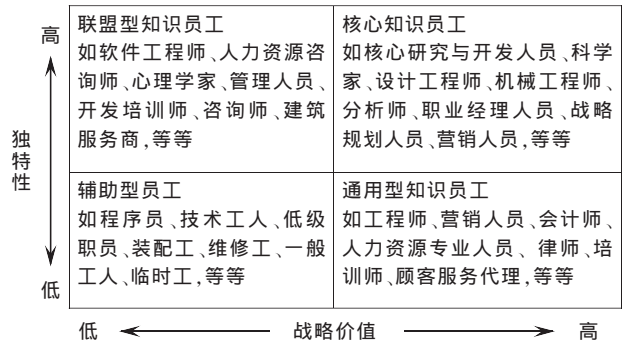 高
联盟型知识员工
如软件工程师、人力资源咨
询师、心理学家、管理人员、
开发培训师、咨询师、建筑
服务商,等等
核心知识员工
如核心研究与开发人员、科学
家、设计工程师、机械工程师、
分析师、职业经理人员、战略
规划人员、营销人员,等等
独特性
辅助型员工
如程序员、技术工人、低级
职员、装配工、维修工、一般
工人、临时工,等等
通用型知识员工
如工程师、营销人员、会计师、
人力资源专业人员、律师、培
训师、顾客服务代理,等等
低
低 战略价值 高